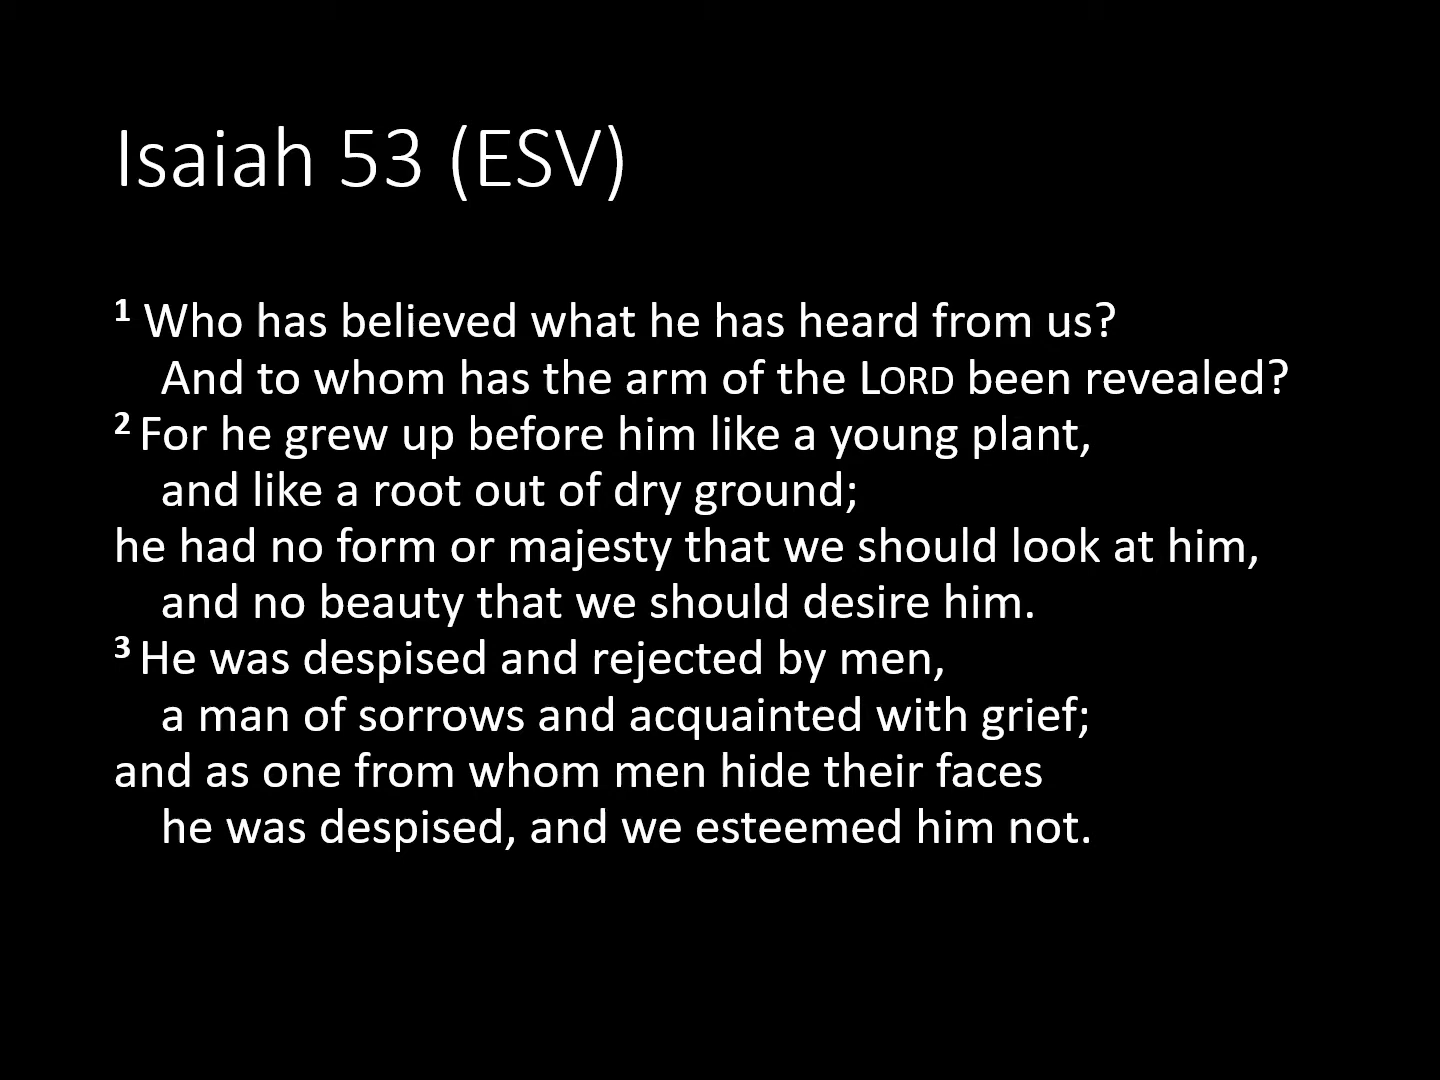 Isaiah 53 (ESV)
1 Who has believed what he has heard from us?
And to whom has the arm of the LORD been revealed?
2 For he grew up before him like a young plant,
and like a root out of dry ground;
he had no form or majesty that we should look at him,
and no beauty that we should desire him.
3 He was despised and rejected by men,
a man of sorrows and acquainted with grief;
and as one from whom men hide their faces
he was despised, and we esteemed him not.